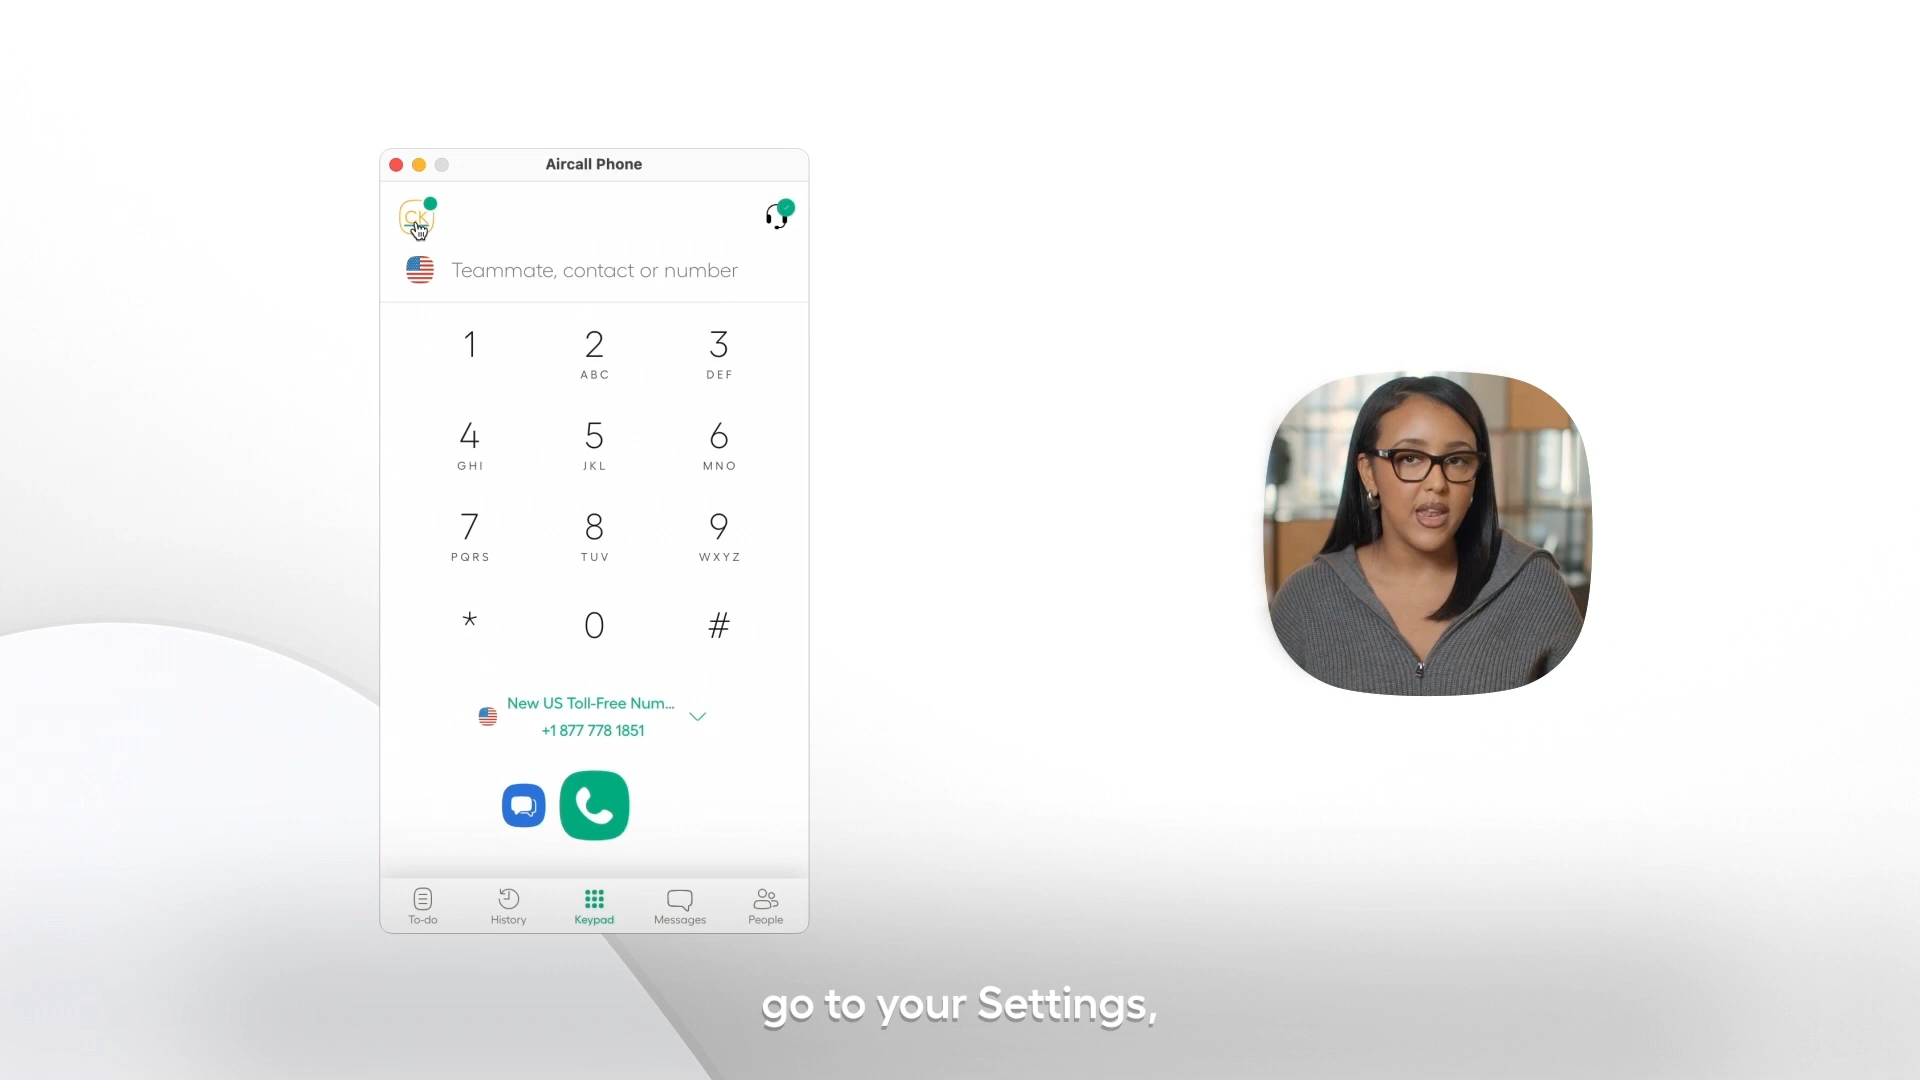 Aircall Phone
CK
Teammate, contact or number
1
2
3
ABC
DEF
4
5
6
GHI
JKL
MNO
7
8
9
PQRS
TUV
WXYZ
*
0
#
New US Toll-Free Num...
+1 877 778 1851
To-do
History
Keypad
Messages
People
go to your Settings,